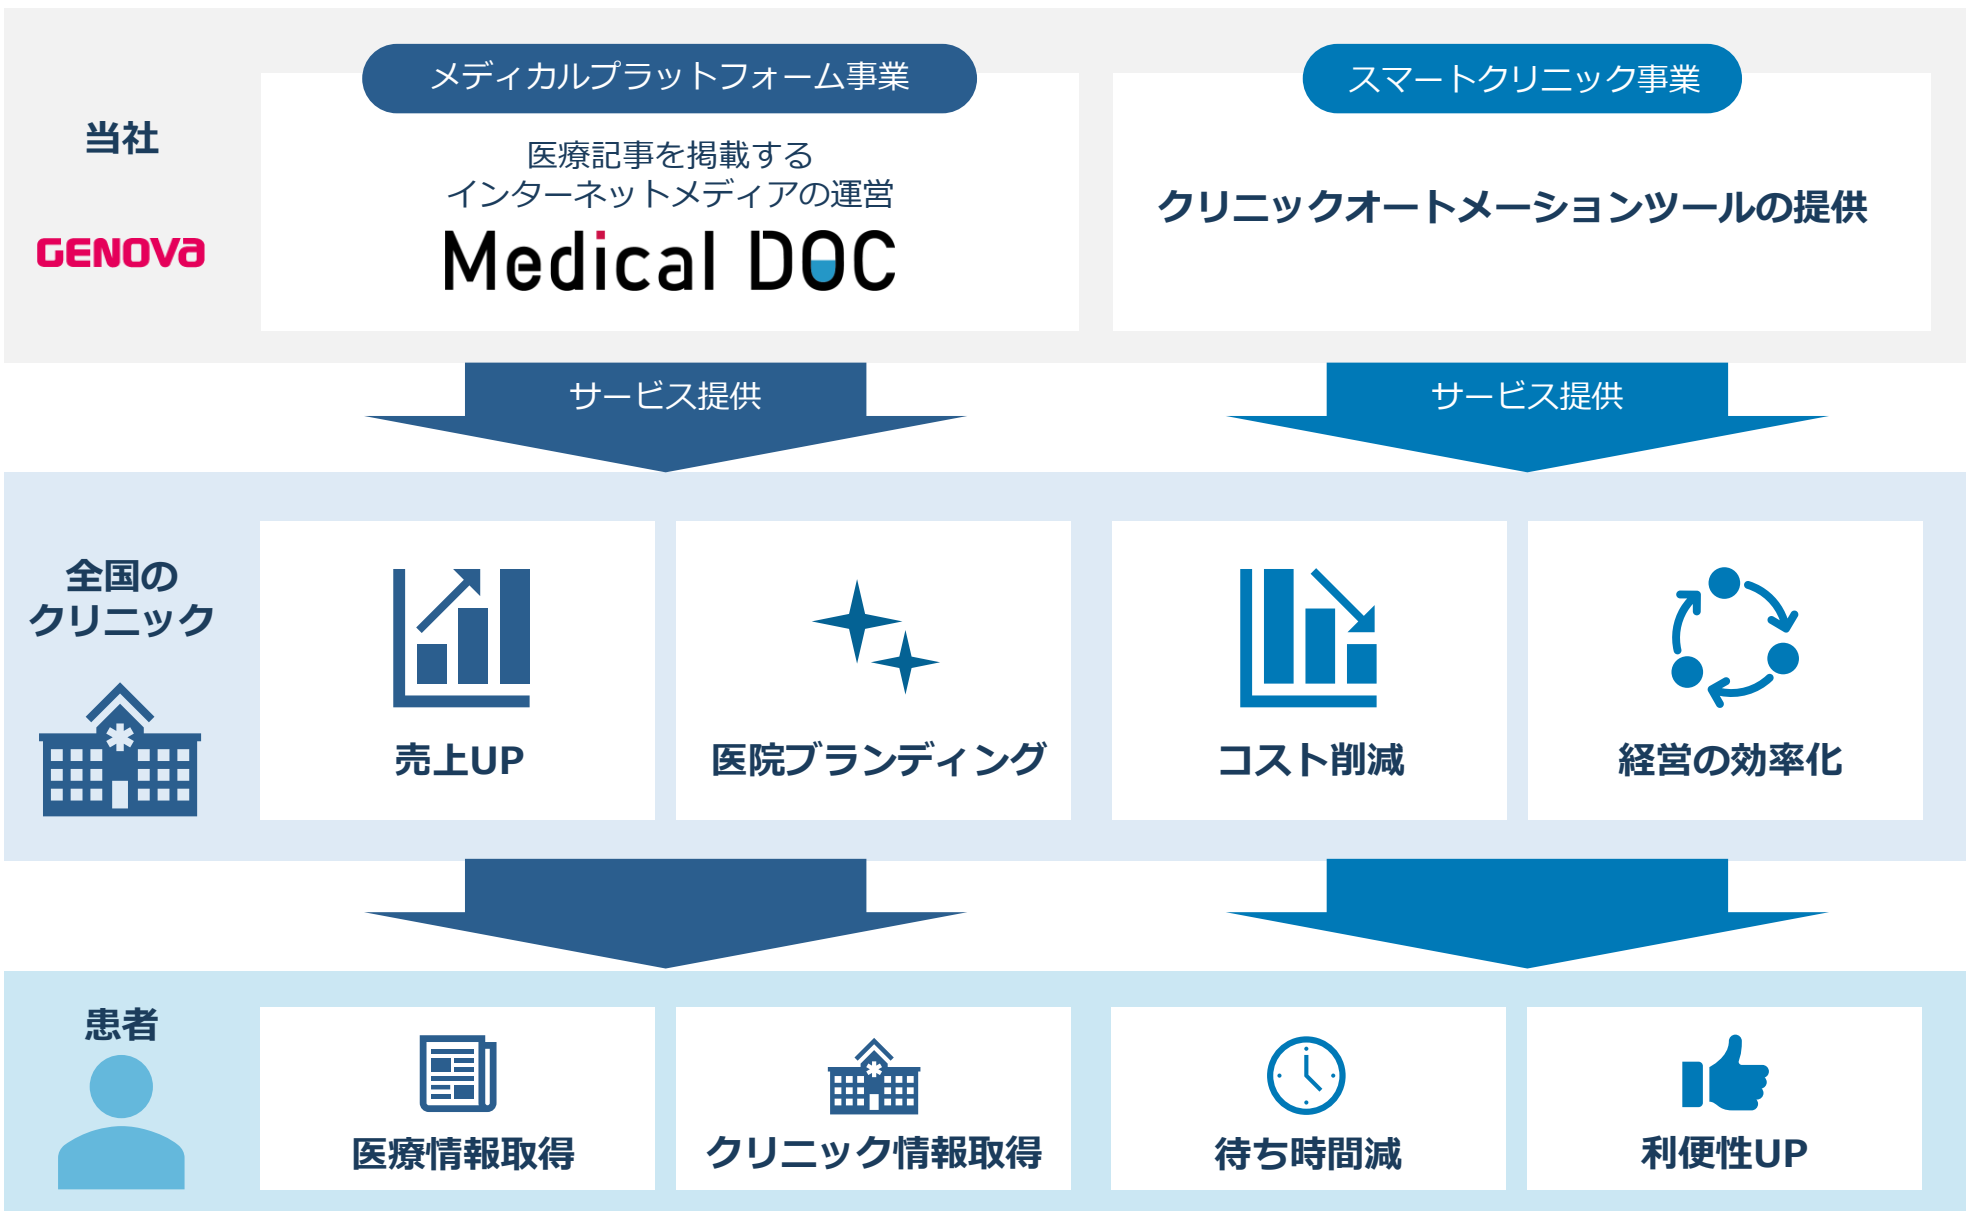 当社
GENOVA
メディカルプラットフォーム事業
医療記事を掲載する
インターネットメディアの運営
Medical DOC
スマートクリニック事業
クリニックオートメーションツールの提供
サービス提供
サービス提供
全国の
クリニック
売上UP
医院ブランディング
コスト削減
経営の効率化
患者
医療情報取得
クリニック情報取得
待ち時間減
利便性UP